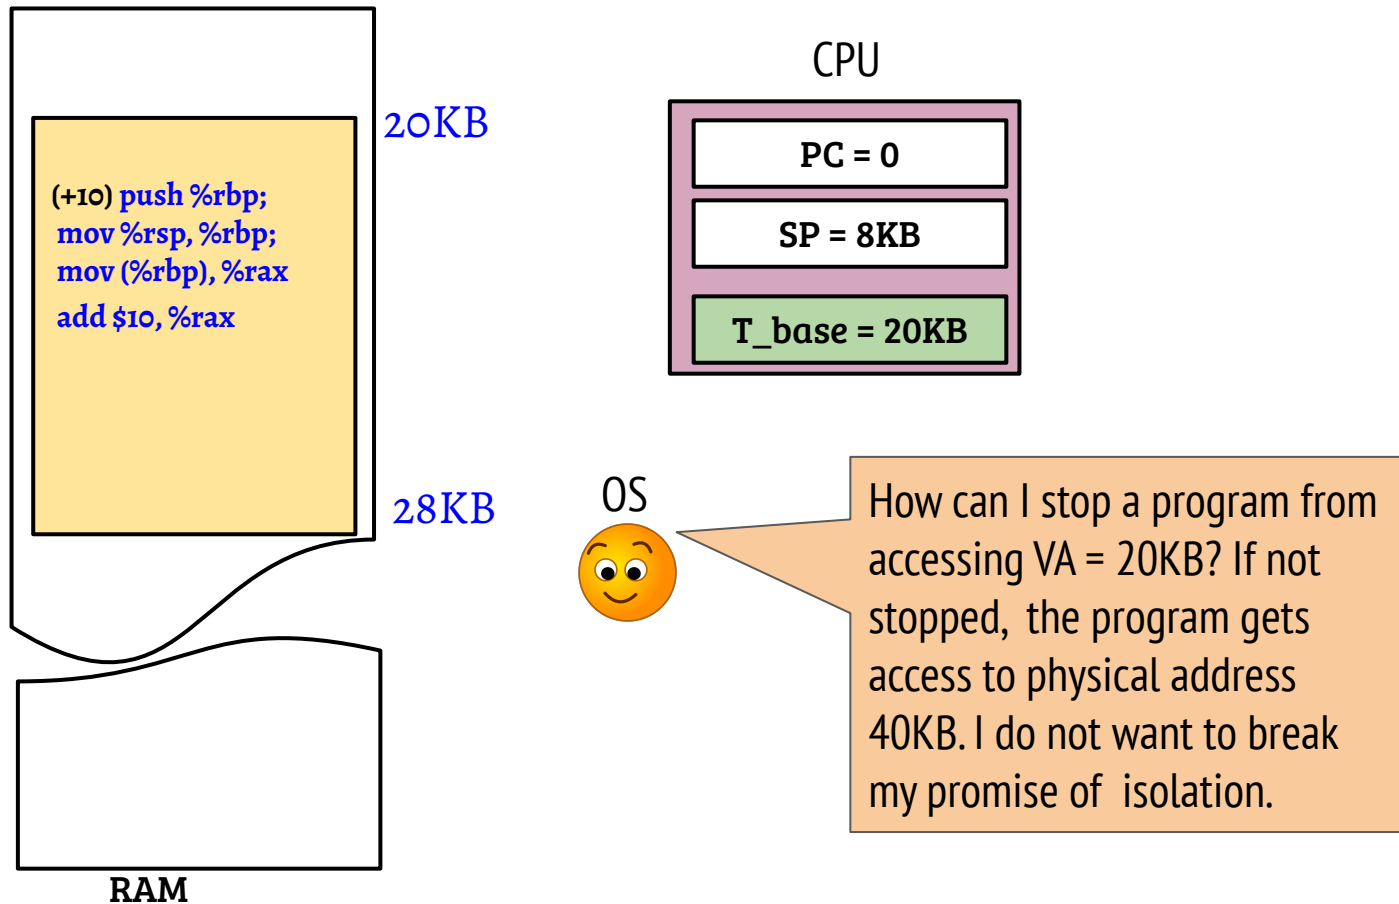 20KB
(+10) push %rbp;
mov %rsp, %rbp;
mov (%rbp), %rax
add $10, %rax
28KB
RAM
CPU
PC = 0
SP = 8KB
T_base = 20KB
OS
How can I stop a program from
accessing VA = 20KB? If not
stopped, the program gets
access to physical address
40KB. I do not want to break
my promise of isolation.